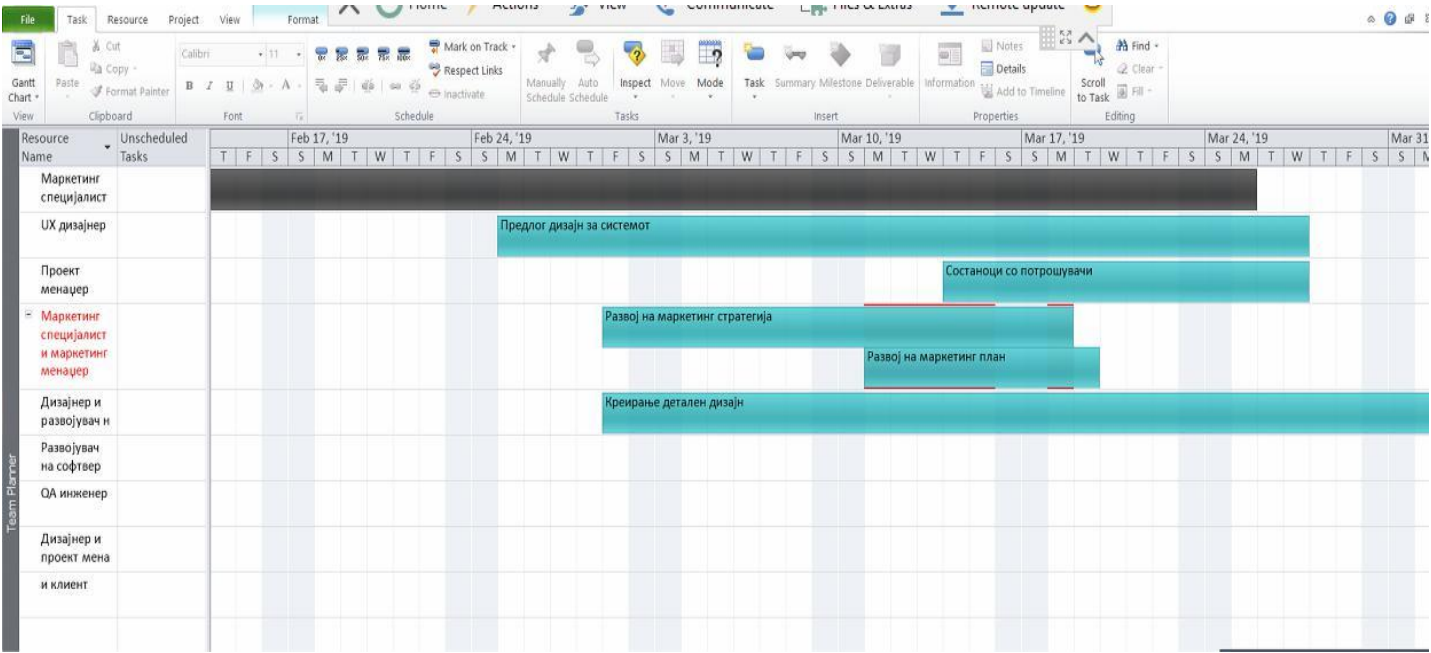 Home Actions View Communicate Files & Extras Remote update
File Task Resource Project View Format
Cut
Copy
Format Painter
Paste
Gantt
Chart
Calibri 11
B I U A
0% 25% 50% 75% 100%
Mark on Track
Respect Links
Inactivate
Manually
Schedule
Auto
Schedule
Inspect Move Mode
Task Summary Milestone Deliverable
Information
Notes
Details
Add to Timeline
Scroll
to Task
Find
Clear
Fill
View Clipboard Font Schedule Tasks Insert Properties Editing
Resource
Name
Unscheduled
Tasks
Feb 17, '19 Feb 24, '19 Mar 3, '19 Mar 10, '19 Mar 17, '19 Mar 24, '19 Mar 31
T F S S M T W T F S S M T W T F S S M T W T F S S M T W T F S S M T W T F S S M T W T F S S M
Маркетинг
специјалист
UX дизајнер
Предлог дизајн за системот
Проект
менаџер
Состаноци со потрошувачи
Маркетинг
специјалист
и маркетинг
менаџер
Развој на маркетинг стратегија
Развој на маркетинг план
Дизајнер и
развојувач н
Креирање детален дизајн
Развојувач
на софтвер
QA инженер
Дизајнер и
проект мена
и клиент
Team Planner